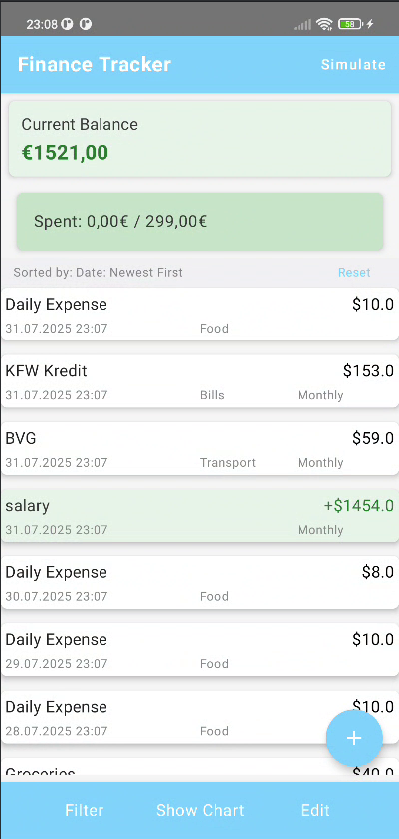 23:08 58
Finance Tracker Simulate
Current Balance
€1521,00
Spent: 0,00€ / 299,00€
Sorted by: Date: Newest First Reset
Daily Expense $10.0
31.07.2025 23:07 Food
KFW Kredit $153.0
31.07.2025 23:07 Bills Monthly
BVG $59.0
31.07.2025 23:07 Transport Monthly
salary +$1454.0
31.07.2025 23:07 Monthly
Daily Expense $8.0
30.07.2025 23:07 Food
Daily Expense $10.0
29.07.2025 23:07 Food
Daily Expense $10.0
28.07.2025 23:07 Food
+
Groceries $40.0
Filter Show Chart Edit